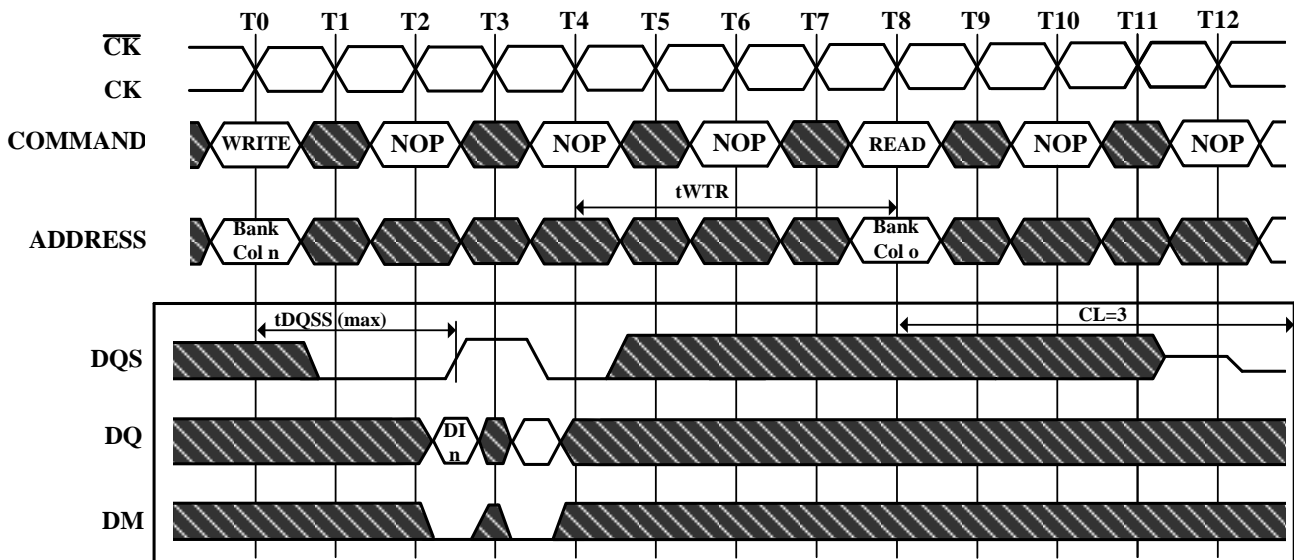 T0 T1 T2 T3 T4 T5 T6 T7 T8 T9 T10 T11 T12
CK
CK
COMMAND WRITE NOP NOP NOP READ NOP NOP
tWTR
ADDRESS Bank Col n Bank Col o
tDQSS (max) CL=3
DQS
DQ DI n
DM